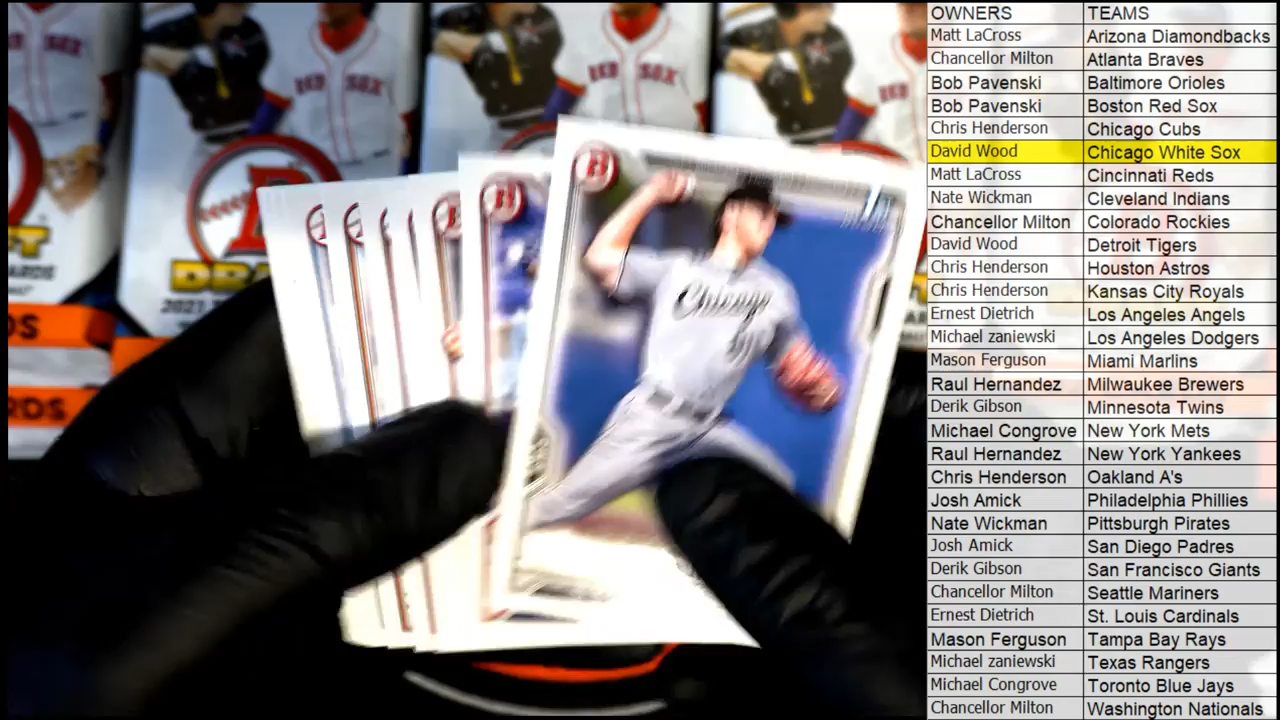 OWNERS TEAMS
Matt LaCross Arizona Diamondbacks
Chancellor Milton Atlanta Braves
Bob Pavenski Baltimore Orioles
Bob Pavenski Boston Red Sox
Chris Henderson Chicago Cubs
David Wood Chicago White Sox
Matt LaCross Cincinnati Reds
Nate Wickman Cleveland Indians
Chancellor Milton Colorado Rockies
David Wood Detroit Tigers
Chris Henderson Houston Astros
Chris Henderson Kansas City Royals
Ernest Dietrich Los Angeles Angels
Michael zaniewski Los Angeles Dodgers
Mason Ferguson Miami Marlins
Raul Hernandez Milwaukee Brewers
Derik Gibson Minnesota Twins
Michael Congrove New York Mets
Raul Hernandez New York Yankees
Chris Henderson Oakland A's
Josh Amick Philadelphia Phillies
Nate Wickman Pittsburgh Pirates
Josh Amick San Diego Padres
Derik Gibson San Francisco Giants
Chancellor Milton Seattle Mariners
Ernest Dietrich St. Louis Cardinals
Mason Ferguson Tampa Bay Rays
Michael zaniewski Texas Rangers
Michael Congrove Toronto Blue Jays
Chancellor Milton Washington Nationals
SOX
RED SOX
RED SOX
B
DRAFT
2021
B
B
Chicago